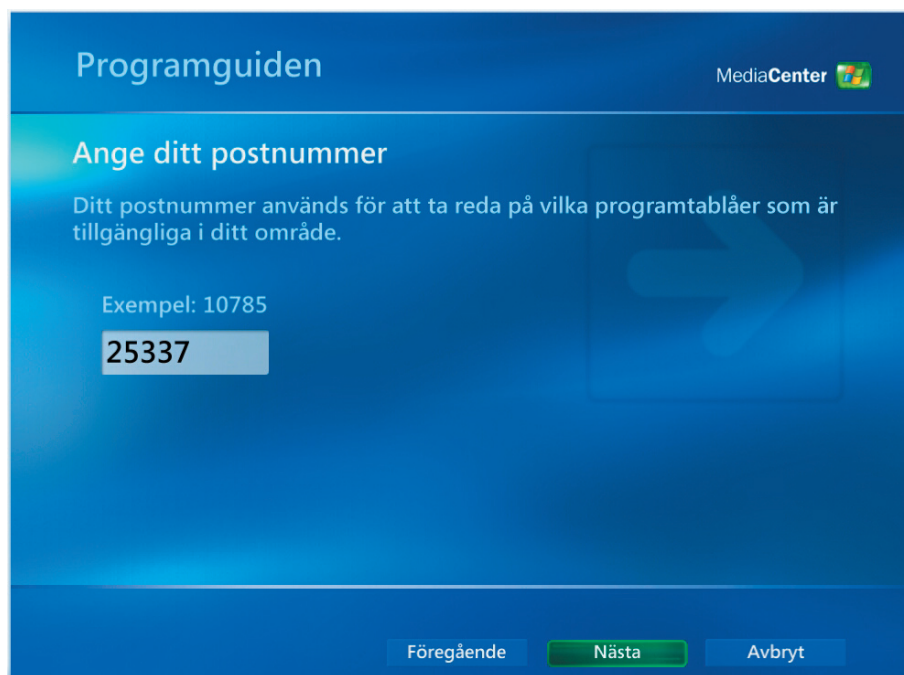 Programguiden
MediaCenter
Ange ditt postnummer
Ditt postnummer används för att ta reda på vilka programtablåer som är
tillgängliga i ditt område.
Exempel: 10785
25337
Föregående Nästa Avbryt